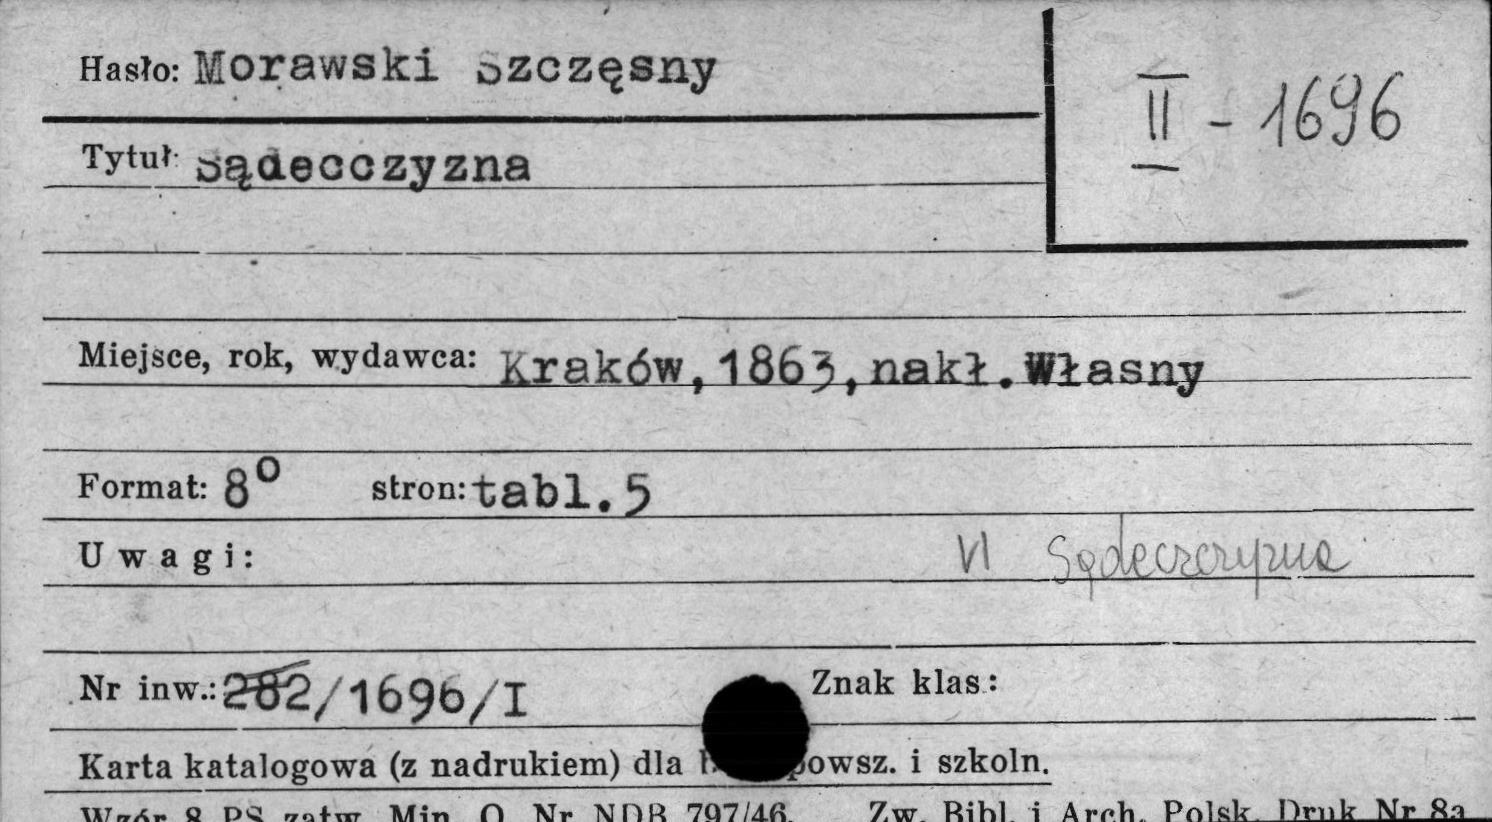 Hasło: Morawski Szczęsny
II - 1696
Tytuł: Sądecczyzna
Miejsce, rok, wydawca: Kraków,1863,nakł.Własny
Format: 8° stron: tabl.5
Uwagi:
VI Sądeczczyzna
Nr inw.: 282/1696/I Znak klas.:
Karta katalogowa (z nadrukiem) dla powsz. i szkoln.
Wzór 8 PS zatw. Min. O. Nr NDB 797/46. Zw. Bibl. i Arch. Polsk. Druk Nr 8a